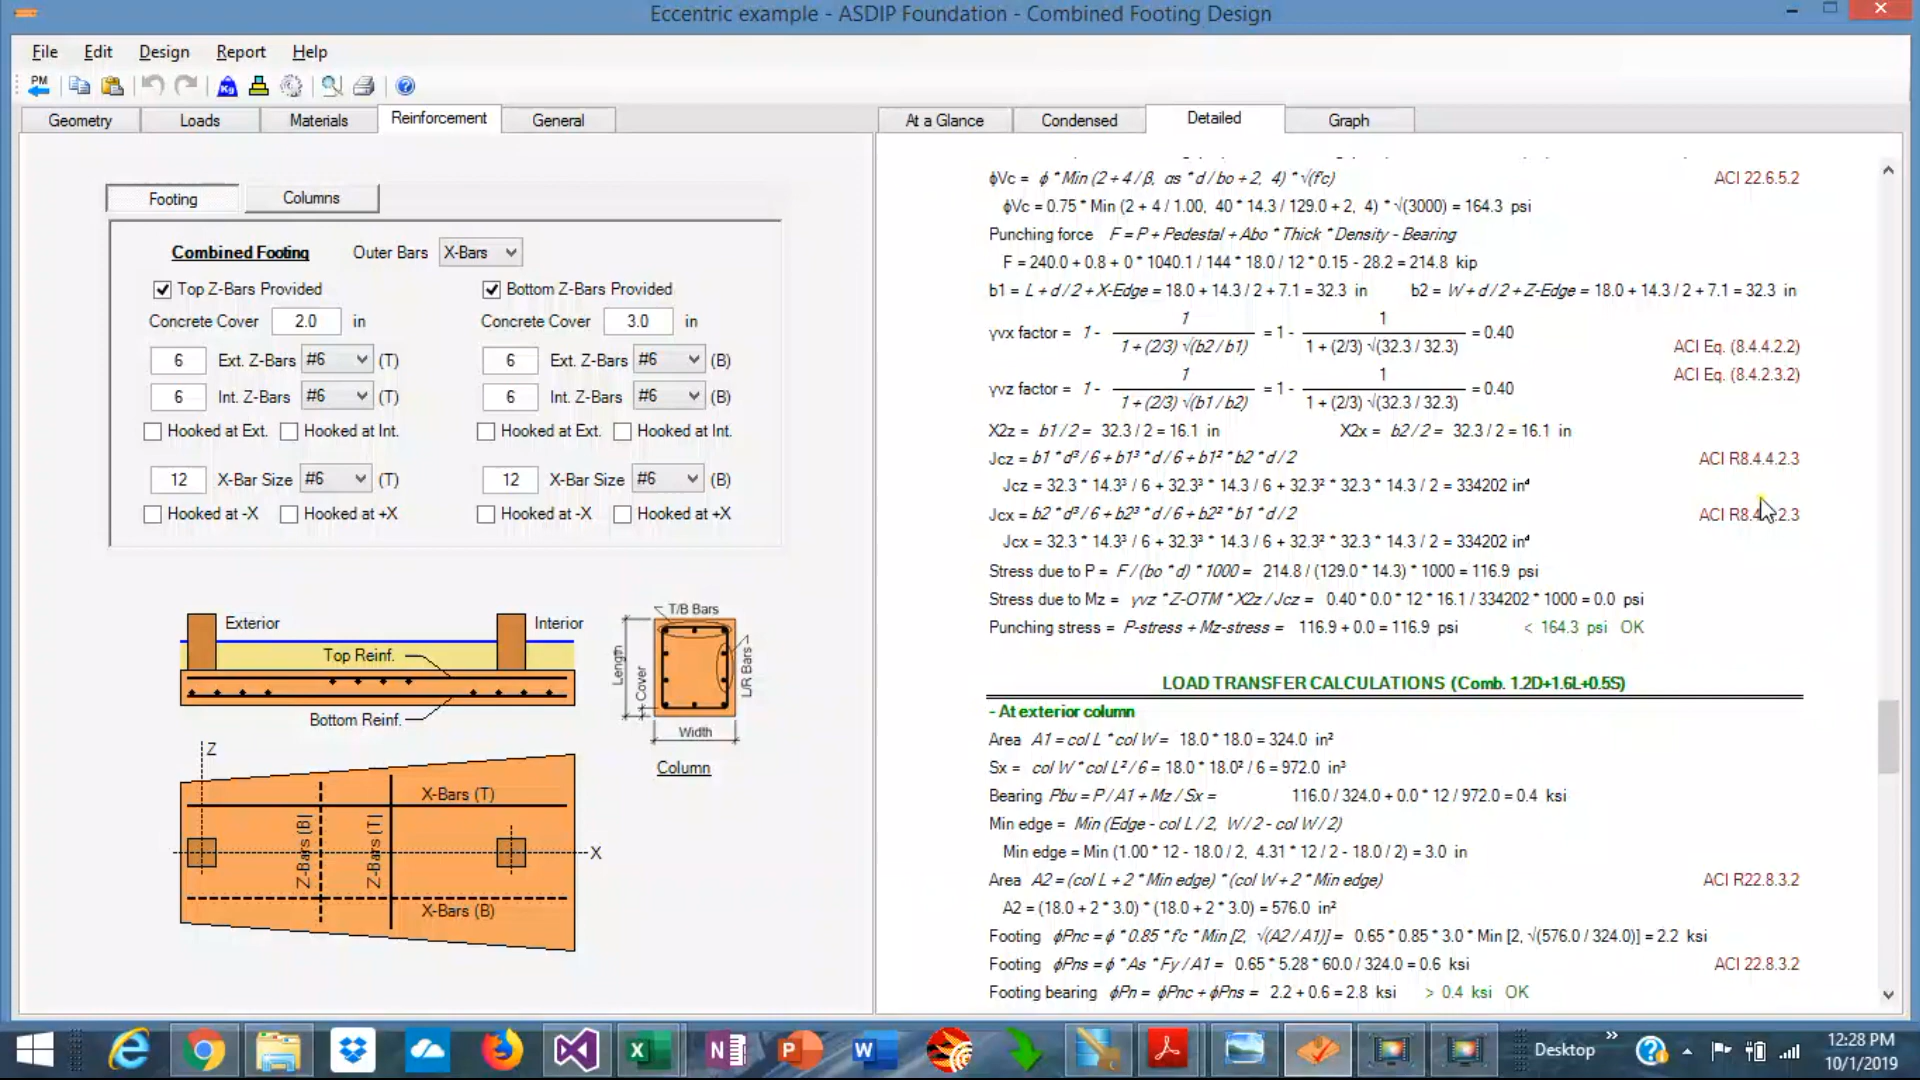 Eccentric example - ASDIP Foundation - Combined Footing Design
File Edit Design Report Help
PM Kg
Geometry Loads Materials Reinforcement General
At a Glance Condensed Detailed Graph
Footing Columns
Combined Footing Outer Bars X-Bars
Top Z-Bars Provided Bottom Z-Bars Provided
Concrete Cover 2.0 in Concrete Cover 3.0 in
6 Ext. Z-Bars #6 (T) 6 Ext. Z-Bars #6 (B)
6 Int. Z-Bars #6 (T) 6 Int. Z-Bars #6 (B)
Hooked at Ext. Hooked at Int. Hooked at Ext. Hooked at Int.
12 X-Bar Size #6 (T) 12 X-Bar Size #6 (B)
Hooked at -X Hooked at +X Hooked at -X Hooked at +X
Exterior Interior
Top Reinf.
Bottom Reinf.
T/B Bars
Length
Cover
L/R Bars
Width
Column
Z
X-Bars (T)
Z-Bars (B)
Z-Bars (T)
X
X-Bars (B)
ϕVc = ϕ * Min (2 + 4 / β, αs * d / bo + 2, 4) * √(f'c) ACI 22.6.5.2
ϕVc = 0.75 * Min (2 + 4 / 1.00, 40 * 14.3 / 129.0 + 2, 4) * √(3000) = 164.3 psi
Punching force F = P + Pedestal + Abo * Thick * Density - Bearing
F = 240.0 + 0.8 + 0 * 1040.1 / 144 * 18.0 / 12 * 0.15 - 28.2 = 214.8 kip
b1 = L + d / 2 + X-Edge = 18.0 + 14.3 / 2 + 7.1 = 32.3 in b2 = W + d / 2 + Z-Edge = 18.0 + 14.3 / 2 + 7.1 = 32.3 in
1 1
γvx factor = 1 - = 1 - = 0.40
1 + (2/3) √(b2 / b1) 1 + (2/3) √(32.3 / 32.3) ACI Eq. (8.4.4.2.2)
1 1 ACI Eq. (8.4.2.3.2)
γvz factor = 1 - = 1 - = 0.40
1 + (2/3) √(b1 / b2) 1 + (2/3) √(32.3 / 32.3)
X2z = b1 / 2 = 32.3 / 2 = 16.1 in X2x = b2 / 2 = 32.3 / 2 = 16.1 in
Jcz = b1 * d³ / 6 + b1³ * d / 6 + b1² * b2 * d / 2 ACI R8.4.4.2.3
Jcz = 32.3 * 14.3³ / 6 + 32.3³ * 14.3 / 6 + 32.3² * 32.3 * 14.3 / 2 = 334202 in⁴
Jcx = b2 * d³ / 6 + b2³ * d / 6 + b2² * b1 * d / 2 ACI R8.4.4.2.3
Jcx = 32.3 * 14.3³ / 6 + 32.3³ * 14.3 / 6 + 32.3² * 32.3 * 14.3 / 2 = 334202 in⁴
Stress due to P = F / (bo * d) * 1000 = 214.8 / (129.0 * 14.3) * 1000 = 116.9 psi
Stress due to Mz = γvz * Z-OTM * X2z / Jcz = 0.40 * 0.0 * 12 * 16.1 / 334202 * 1000 = 0.0 psi
Punching stress = P-stress + Mz-stress = 116.9 + 0.0 = 116.9 psi < 164.3 psi OK
LOAD TRANSFER CALCULATIONS (Comb. 1.2D+1.6L+0.5S)
- At exterior column
Area A1 = col L * col W = 18.0 * 18.0 = 324.0 in²
Sx = col W * col L² / 6 = 18.0 * 18.0² / 6 = 972.0 in³
Bearing Pbu = P / A1 + Mz / Sx = 116.0 / 324.0 + 0.0 * 12 / 972.0 = 0.4 ksi
Min edge = Min (Edge - col L / 2, W / 2 - col W / 2)
Min edge = Min (1.00 * 12 - 18.0 / 2, 4.31 * 12 / 2 - 18.0 / 2) = 3.0 in
Area A2 = (col L + 2 * Min edge) * (col W + 2 * Min edge) ACI R22.8.3.2
A2 = (18.0 + 2 * 3.0) * (18.0 + 2 * 3.0) = 576.0 in²
Footing ϕPnc = ϕ * 0.85 * f'c * Min [2, √(A2 / A1)] = 0.65 * 0.85 * 3.0 * Min [2, √(576.0 / 324.0)] = 2.2 ksi
Footing ϕPns = ϕ * As * Fy / A1 = 0.65 * 5.28 * 60.0 / 324.0 = 0.6 ksi ACI 22.8.3.2
Footing bearing ϕPn = ϕPnc + ϕPns = 2.2 + 0.6 = 2.8 ksi > 0.4 ksi OK
Desktop
12:28 PM
10/1/2019